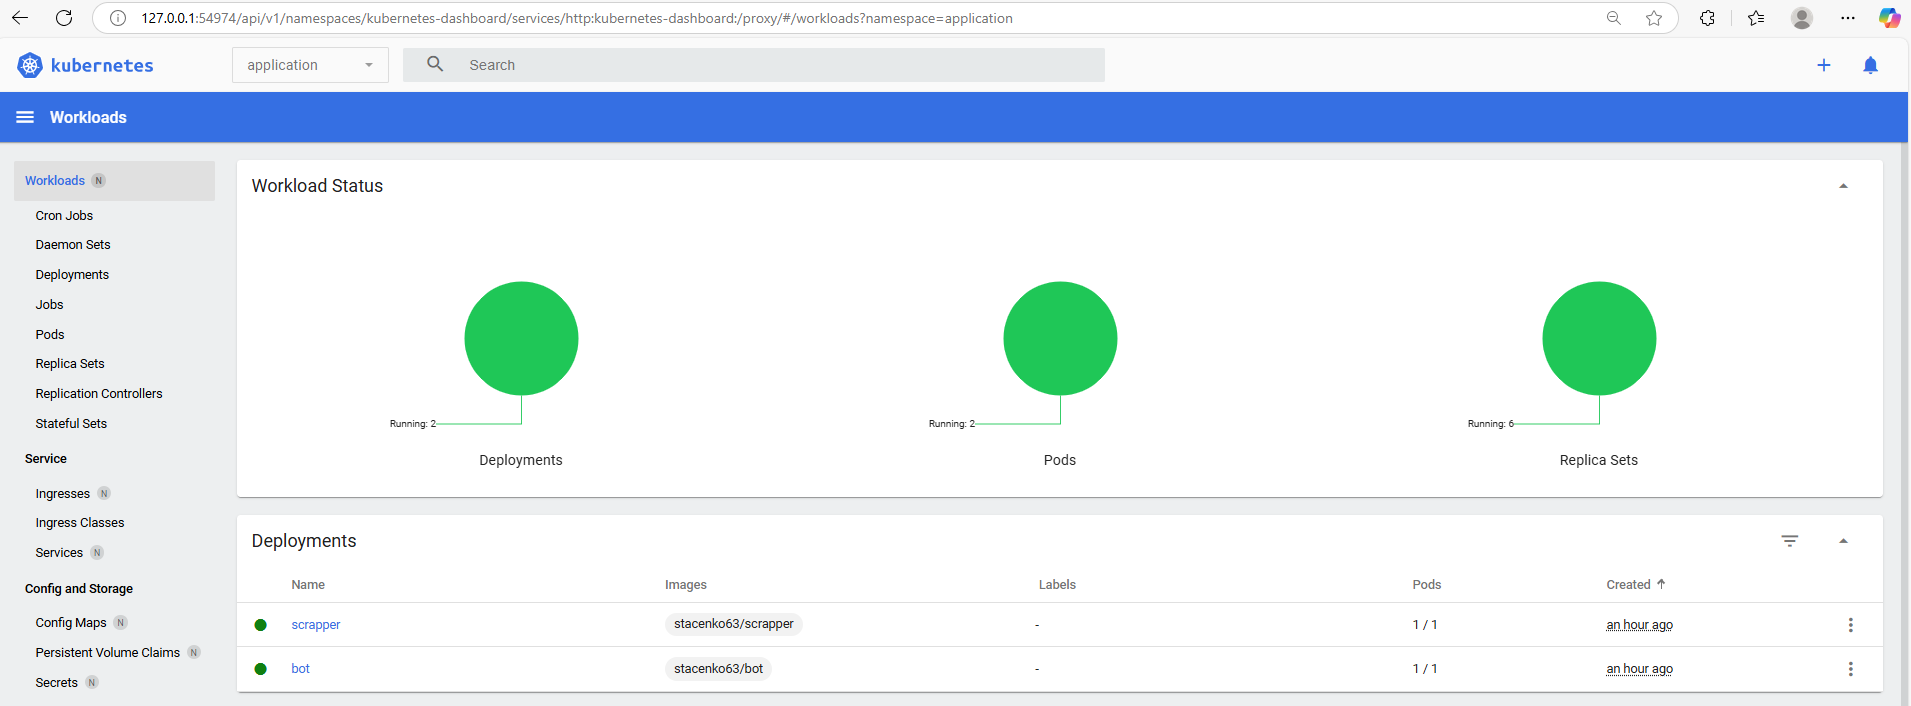 127.0.0.1:54974/api/v1/namespaces/kubernetes-dashboard/services/http:kubernetes-dashboard:/proxy/#/workloads?namespace=application
kubernetes
application
Search
Workloads
Workloads N
Cron Jobs
Daemon Sets
Deployments
Jobs
Pods
Replica Sets
Replication Controllers
Stateful Sets
Service
Ingresses N
Ingress Classes
Services N
Config and Storage
Config Maps N
Persistent Volume Claims N
Secrets N
Workload Status
Running: 2
Running: 2
Running: 6
Deployments
Pods
Replica Sets
Deployments
Name Images Labels Pods Created
scrapper stacenko63/scrapper - 1 / 1 an hour ago
bot stacenko63/bot - 1 / 1 an hour ago